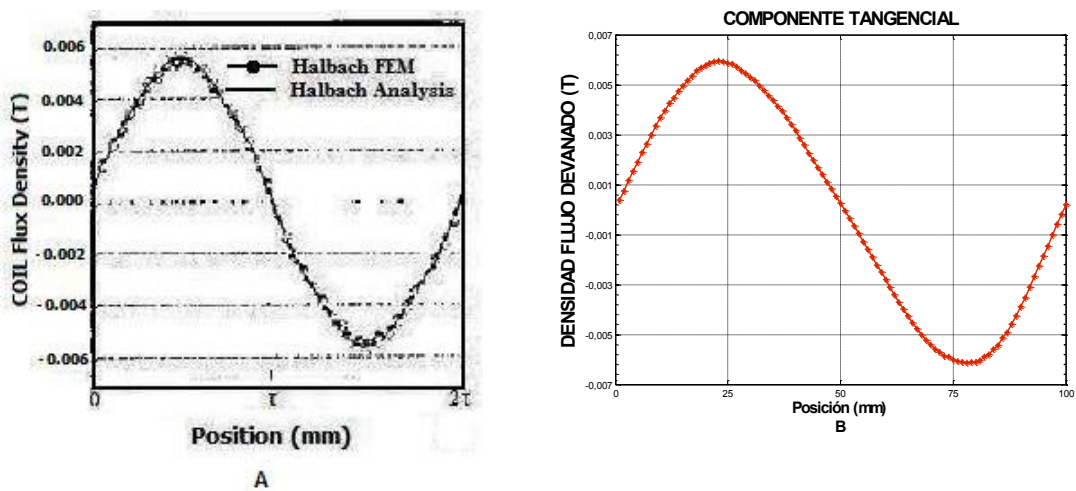 0.006
0.004
0.002
0.000
-0.002
-0.004
-0.006
COIL Flux Density (T)
Halbach FEM
Halbach Analysis
0
τ
2τ
Position (mm)
A
COMPONENTE TANGENCIAL
0,007
0,005
0,003
0,001
-0,001
-0,003
-0,005
-0,007
DENSIDAD FLUJO DEVANADO (T)
0
25
50
75
100
Posición (mm)
B